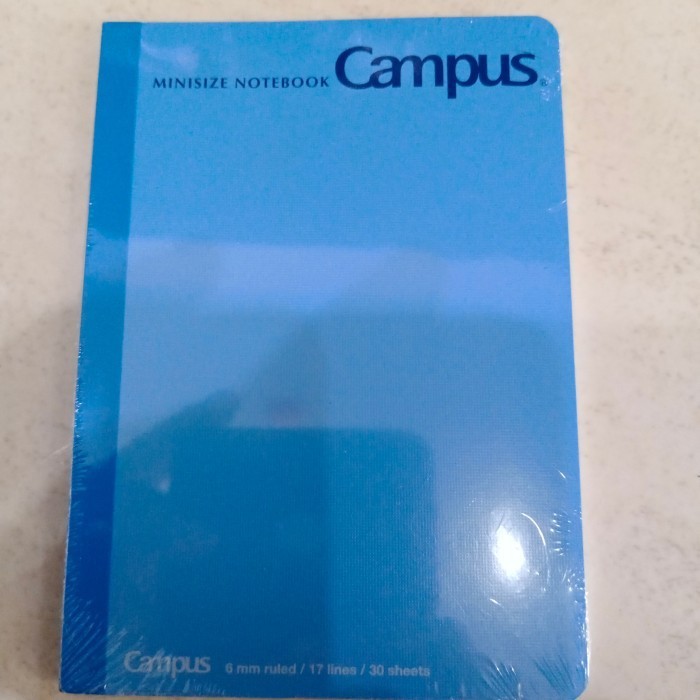 MINISIZE NOTEBOOK Campus
Campus 6 mm ruled / 17 lines / 30 sheets